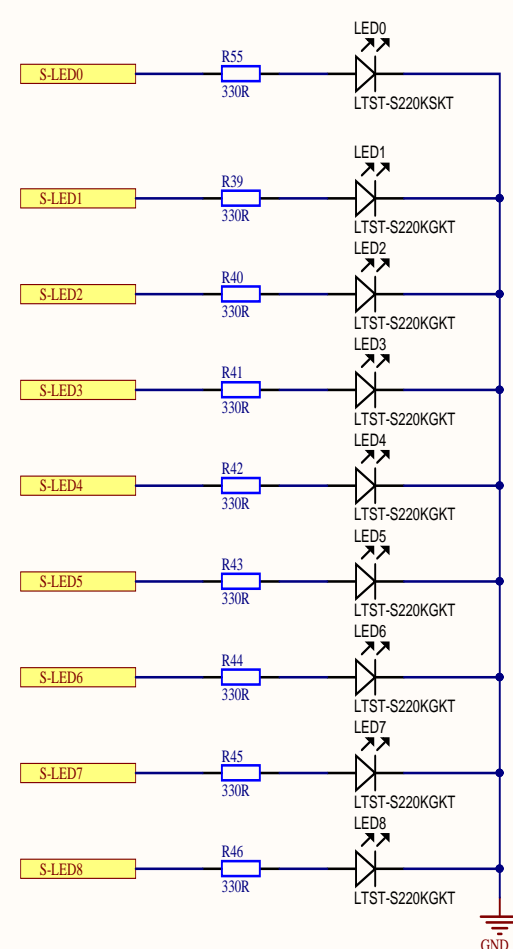 LED0
R55
S-LED0
330R
LTST-S220KSKT
LED1
R39
S-LED1
330R
LTST-S220KGKT
LED2
R40
S-LED2
330R
LTST-S220KGKT
LED3
R41
S-LED3
330R
LTST-S220KGKT
LED4
R42
S-LED4
330R
LTST-S220KGKT
LED5
R43
S-LED5
330R
LTST-S220KGKT
LED6
R44
S-LED6
330R
LTST-S220KGKT
LED7
R45
S-LED7
330R
LTST-S220KGKT
LED8
R46
S-LED8
330R
LTST-S220KGKT
GND